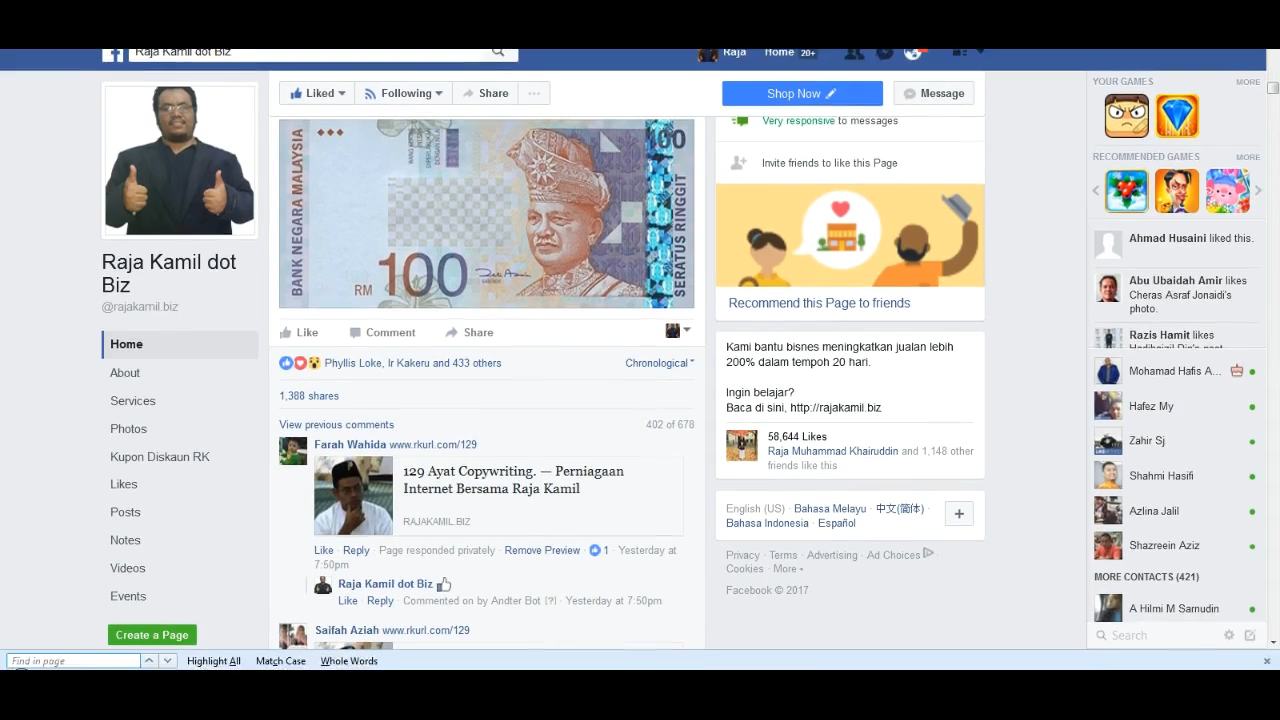 Raja Kamil dot Biz
Raja
Home 20+
Liked
Following
Share
Shop Now
Message
Raja Kamil dot
Biz
@rajakamil.biz
Home
About
Services
Photos
Kupon Diskaun RK
Likes
Posts
Notes
Videos
Events
Create a Page
BANK NEGARA MALAYSIA
100
RM 100
SERATUS RINGGIT
Like Comment Share
Phyllis Loke, Ir Kakeru and 433 others
Chronological
1,388 shares
View previous comments
402 of 678
Farah Wahida www.rkurl.com/129
129 Ayat Copywriting. — Perniagaan
Internet Bersama Raja Kamil
RAJAKAMIL.BIZ
Like · Reply · Page responded privately · Remove Preview · 1 · Yesterday at
7:50pm
Raja Kamil dot Biz
Like · Reply · Commented on by Andter Bot [?] · Yesterday at 7:50pm
Saifah Aziah www.rkurl.com/129
Very responsive to messages
Invite friends to like this Page
Recommend this Page to friends
Kami bantu bisnes meningkatkan jualan lebih
200% dalam tempoh 20 hari.
Ingin belajar?
Baca di sini, http://rajakamil.biz
58,644 Likes
Raja Muhammad Khairuddin and 1,148 other
friends like this
English (US) · Bahasa Melayu · 中文(简体) ·
Bahasa Indonesia · Español
Privacy · Terms · Advertising · Ad Choices ·
Cookies · More
Facebook © 2017
YOUR GAMES
MORE
RECOMMENDED GAMES
MORE
Ahmad Husaini liked this.
Abu Ubaidah Amir likes
Cheras Asraf Jonaidi's
photo.
Razis Hamit likes
Mohamad Hafis A...
Hafez My
Zahir Sj
Shahmi Hasifi
Azlina Jalil
Shazreein Aziz
MORE CONTACTS (421)
A Hilmi M Samudin
Search
Find in page
Highlight All
Match Case
Whole Words